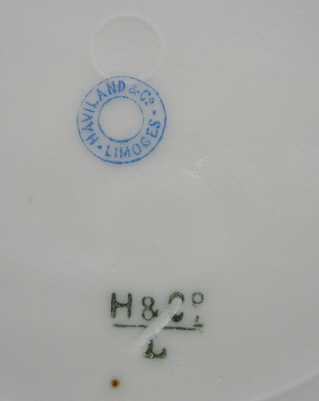 HAVILAND & Cº
• LIMOGES •
H & Cº
L